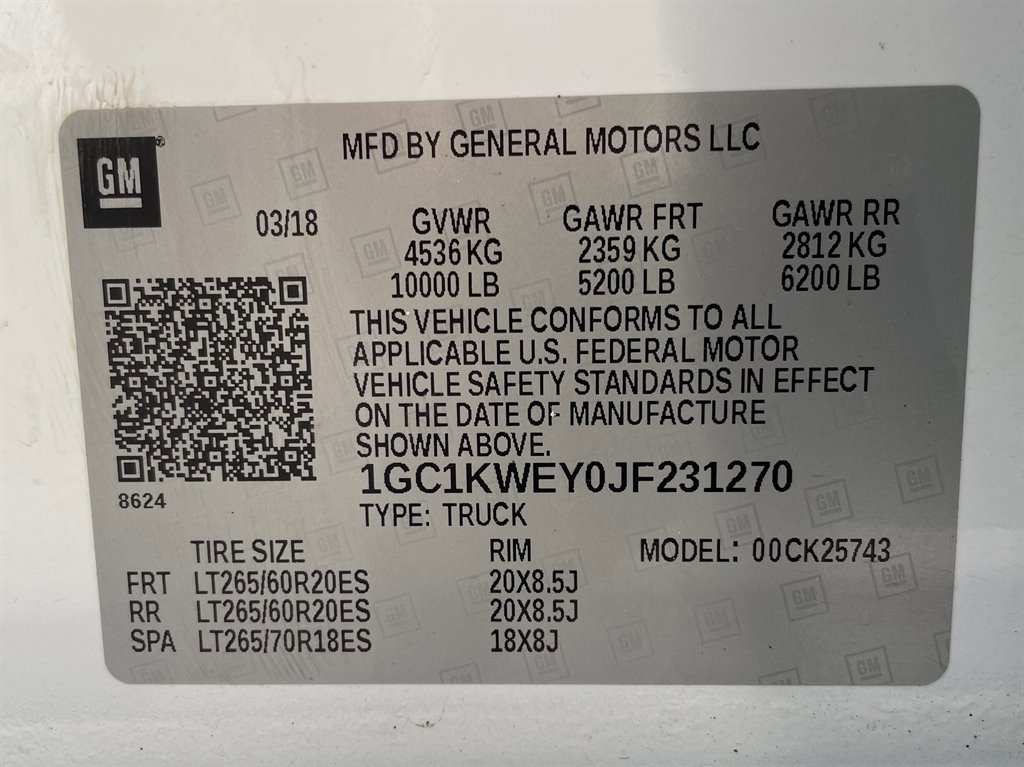 GM®
MFD BY GENERAL MOTORS LLC
03/18 GVWR GAWR FRT GAWR RR
4536 KG 2359 KG 2812 KG
10000 LB 5200 LB 6200 LB
THIS VEHICLE CONFORMS TO ALL
APPLICABLE U.S. FEDERAL MOTOR
VEHICLE SAFETY STANDARDS IN EFFECT
ON THE DATE OF MANUFACTURE
SHOWN ABOVE.
1GC1KWEY0JF231270
8624
TYPE: TRUCK
TIRE SIZE RIM MODEL: 00CK25743
FRT LT265/60R20ES 20X8.5J
RR LT265/60R20ES 20X8.5J
SPA LT265/70R18ES 18X8J